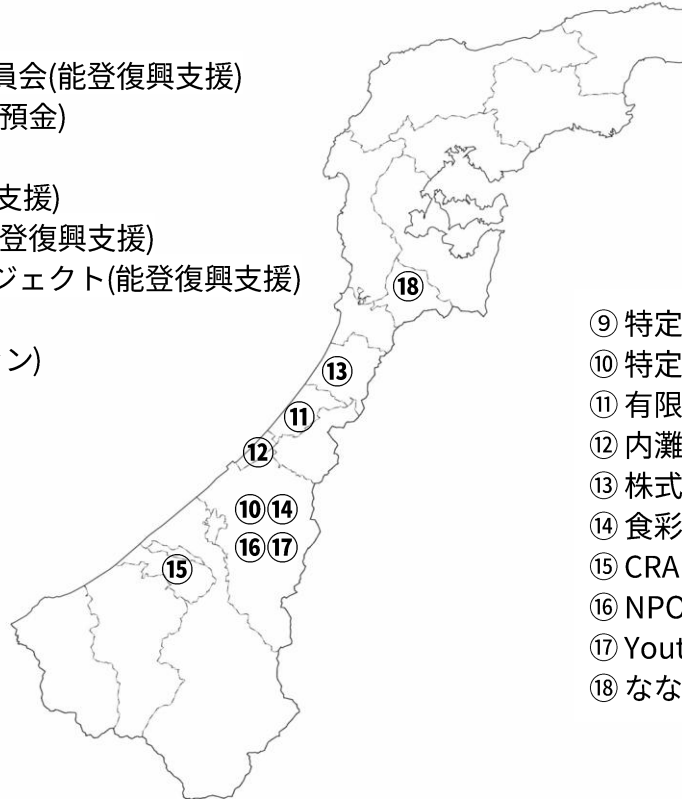 員会(能登復興支援)
預金)
支援)
登復興支援)
ジェクト(能登復興支援)
ン)
⑱
⑬
⑪
⑫
⑩⑭
⑯⑰
⑮
⑨ 特定
⑩ 特定
⑪ 有限
⑫ 内灘
⑬ 株式
⑭ 食彩
⑮ CRA
⑯ NPO
⑰ Yout
⑱ なな